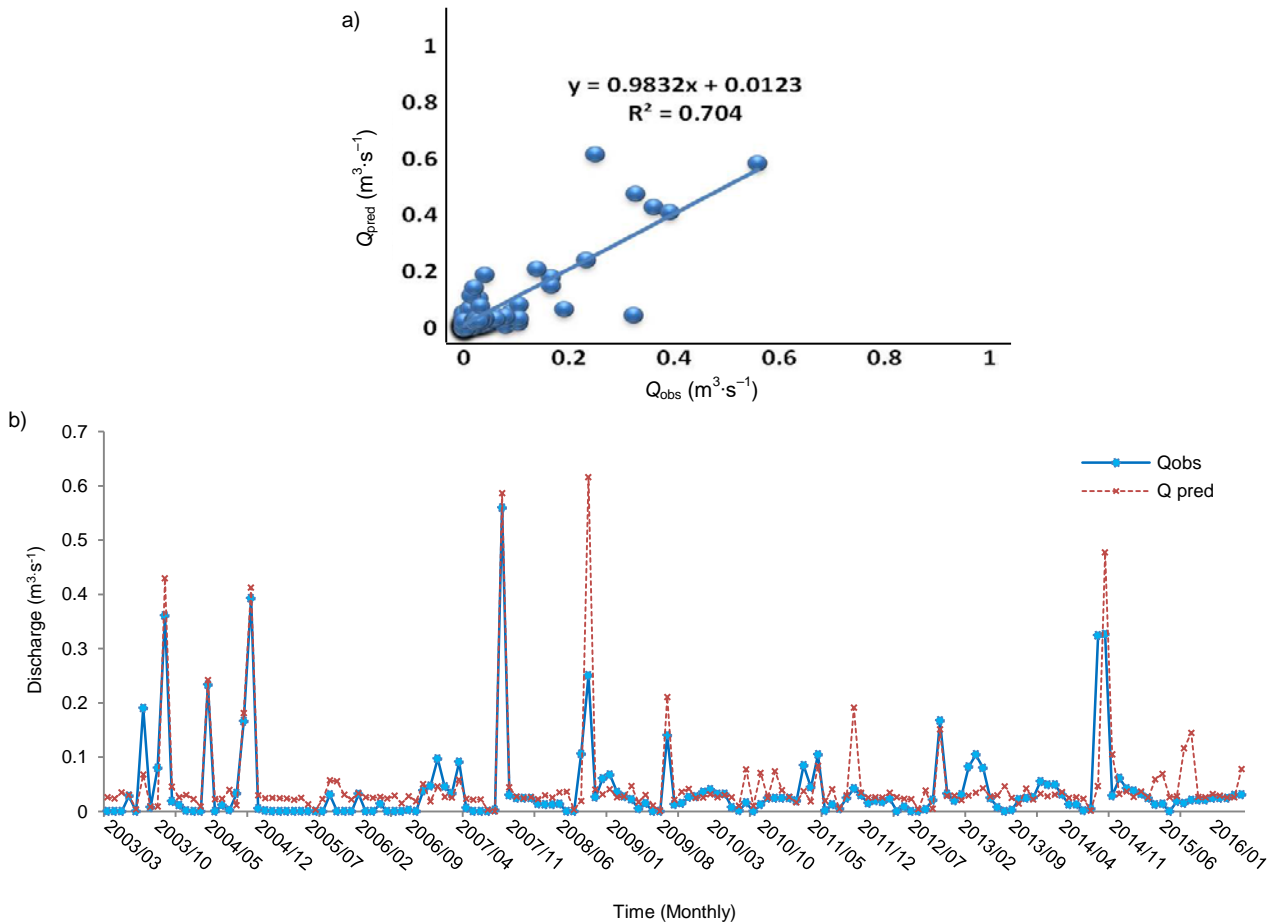 a)
y = 0.9832x + 0.0123
R² = 0.704
1
0.8
0.6
0.4
0.2
0
Qpred (m³·s⁻¹)
0 0.2 0.4 0.6 0.8 1
Qobs (m³·s⁻¹)
b)
0.7
0.6
0.5
0.4
0.3
0.2
0.1
0
Discharge (m³·s⁻¹)
Qobs
Q pred
2003/03 2003/10 2004/05 2004/12 2005/07 2006/02 2006/09 2007/04 2007/11 2008/06 2009/01 2009/08 2010/03 2010/10 2011/05 2011/12 2012/07 2013/02 2013/09 2014/04 2014/11 2015/06 2016/01
Time (Monthly)